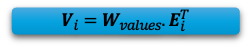 V_i = W_values. E_i^T